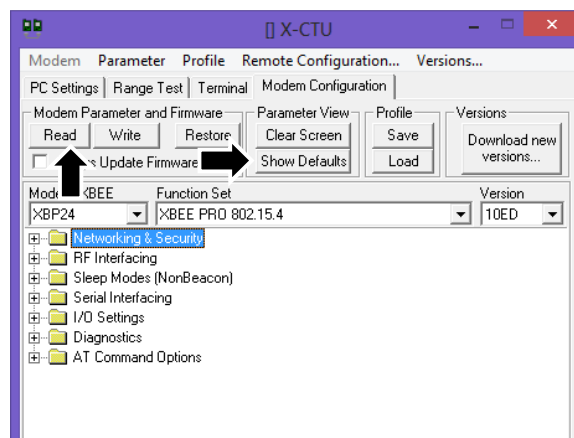 [] X-CTU
Modem Parameter Profile Remote Configuration... Versions...
PC Settings Range Test Terminal Modem Configuration
Modem Parameter and Firmware Parameter View Profile Versions
Read Write Restore Clear Screen Save Download new versions...
Update Firmware Show Defaults Load
XBEE Function Set Version
XBP24 XBEE PRO 802.15.4 10ED
Networking & Security
RF Interfacing
Sleep Modes (NonBeacon)
Serial Interfacing
I/O Settings
Diagnostics
AT Command Options